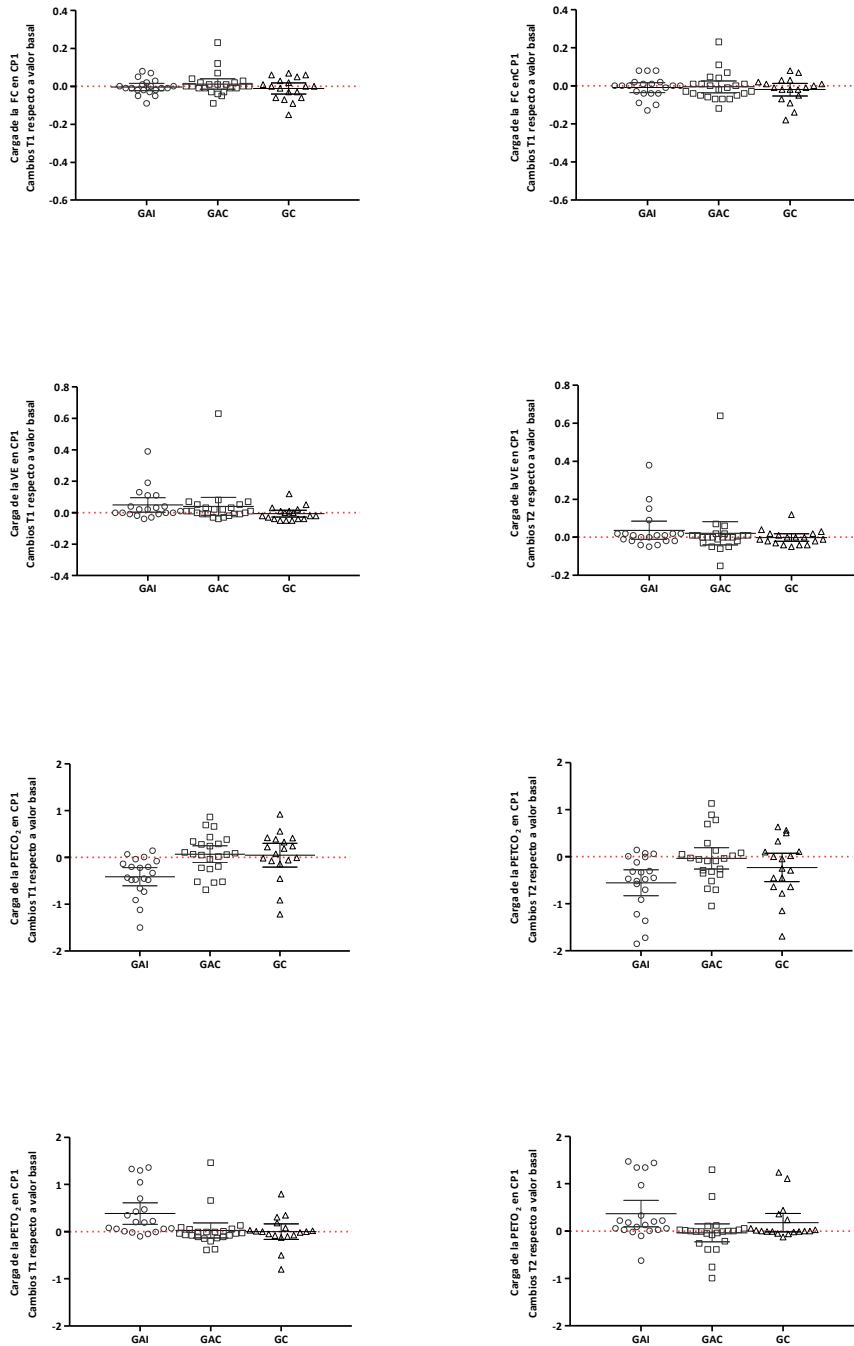 Carga de la FC en CP1
Cambios T1 respecto a valor basal
0.4
0.2
0.0
-0.2
-0.4
-0.6
GAI GAC GC
Carga de la FC enC P1
Cambios T1 respecto a valor basal
0.4
0.2
0.0
-0.2
-0.4
-0.6
GAI GAC GC
Carga de la VE en CP1
Cambios T1 respecto a valor basal
0.8
0.6
0.4
0.2
0.0
-0.2
-0.4
GAI GAC GC
Carga de la VE en CP1
Cambios T2 respecto a valor basal
0.8
0.6
0.4
0.2
0.0
-0.2
GAI GAC GC
Carga de la PETCO2 en CP1
Cambios T1 respecto a valor basal
2
1
0
-1
-2
GAI GAC GC
Carga de la PETCO2 en CP1
Cambios T2 respecto a valor basal
2
1
0
-1
-2
GAI GAC GC
Carga de la PETO2 en CP1
Cambios T1 respecto a valor basal
2
1
0
-1
-2
GAI GAC GC
Carga de la PETO2 en CP1
Cambios T2 respecto a valor basal
2
1
0
-1
-2
GAI GAC GC